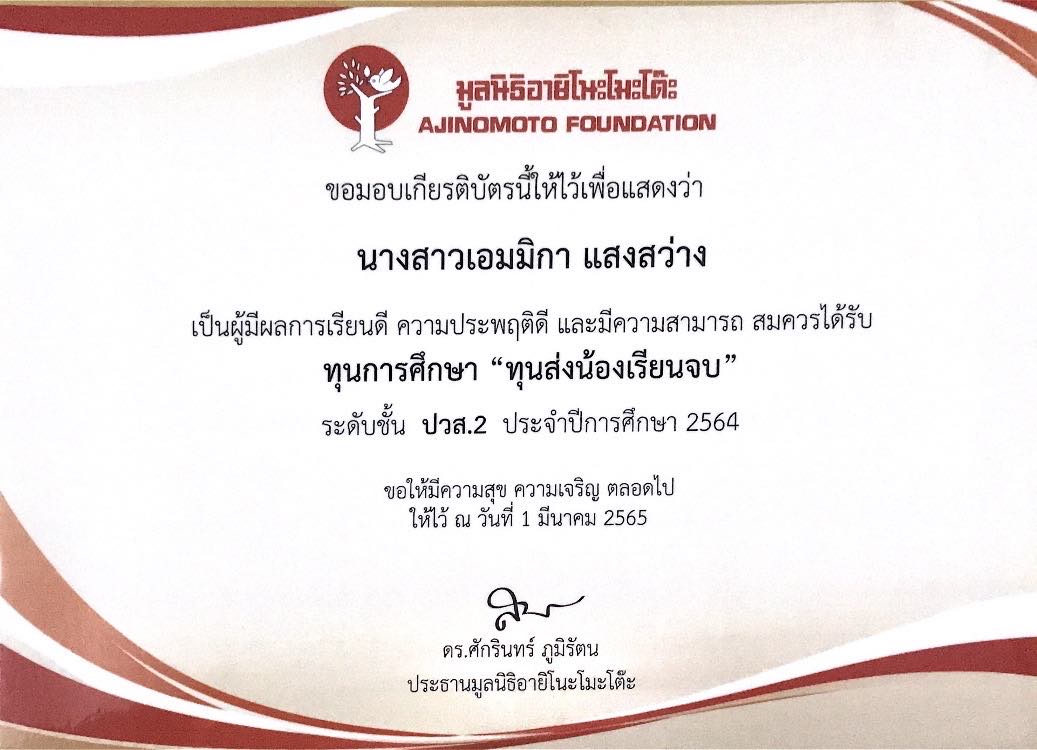 มูลนิธิอายิโนะโมะโต๊ะ
AJINOMOTO FOUNDATION
ขอมอบเกียรติบัตรนี้ให้ไว้เพื่อแสดงว่า
นางสาวเอมมิกา แสงสว่าง
เป็นผู้มีผลการเรียนดี ความประพฤติดี และมีความสามารถ สมควรได้รับ
ทุนการศึกษา “ทุนส่งน้องเรียนจบ”
ระดับชั้น ปวส.2 ประจำปีการศึกษา 2564
ขอให้มีความสุข ความเจริญ ตลอดไป
ให้ไว้ ณ วันที่ 1 มีนาคม 2565
ดร.ศักรินทร์ ภูมิรัตน
ประธานมูลนิธิอายิโนะโมะโต๊ะ